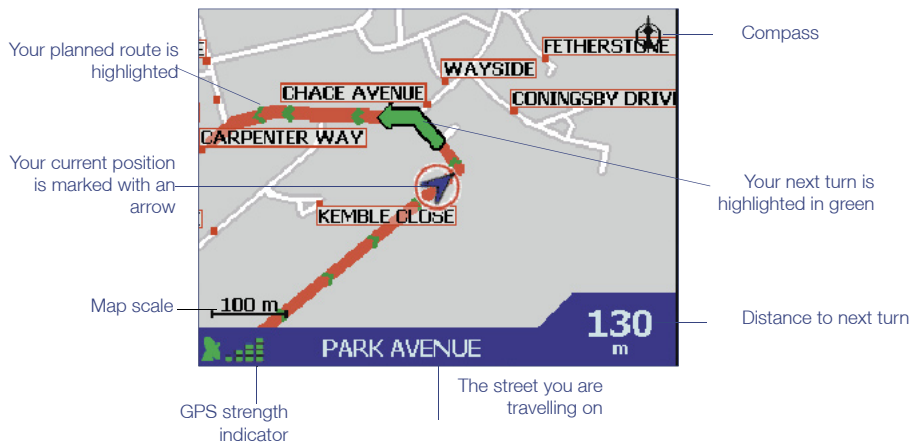 Your planned route is
highlighted
Your current position
is marked with an
arrow
Map scale
GPS strength
indicator
The street you are
travelling on
Compass
Your next turn is
highlighted in green
Distance to next turn
FETHERSTONE
WAYSIDE
CHACE AVENUE
CONINGSBY DRIV
CARPENTER WAY
KEMBLE CLOSE
100 m
PARK AVENUE
130
m